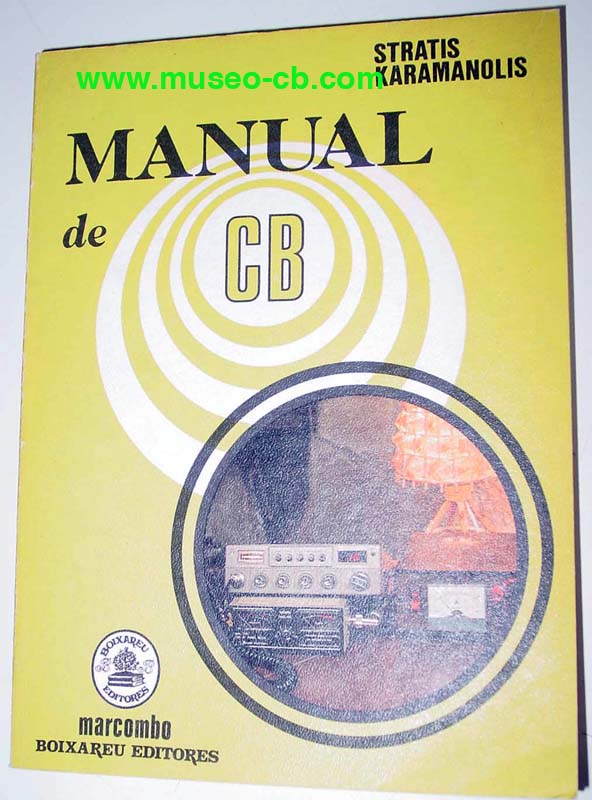 STRATIS
KARAMANOLIS
www.museo-cb.com
MANUAL
de
CB
BOIXAREU
EDITORES
marcombo
BOIXAREU EDITORES